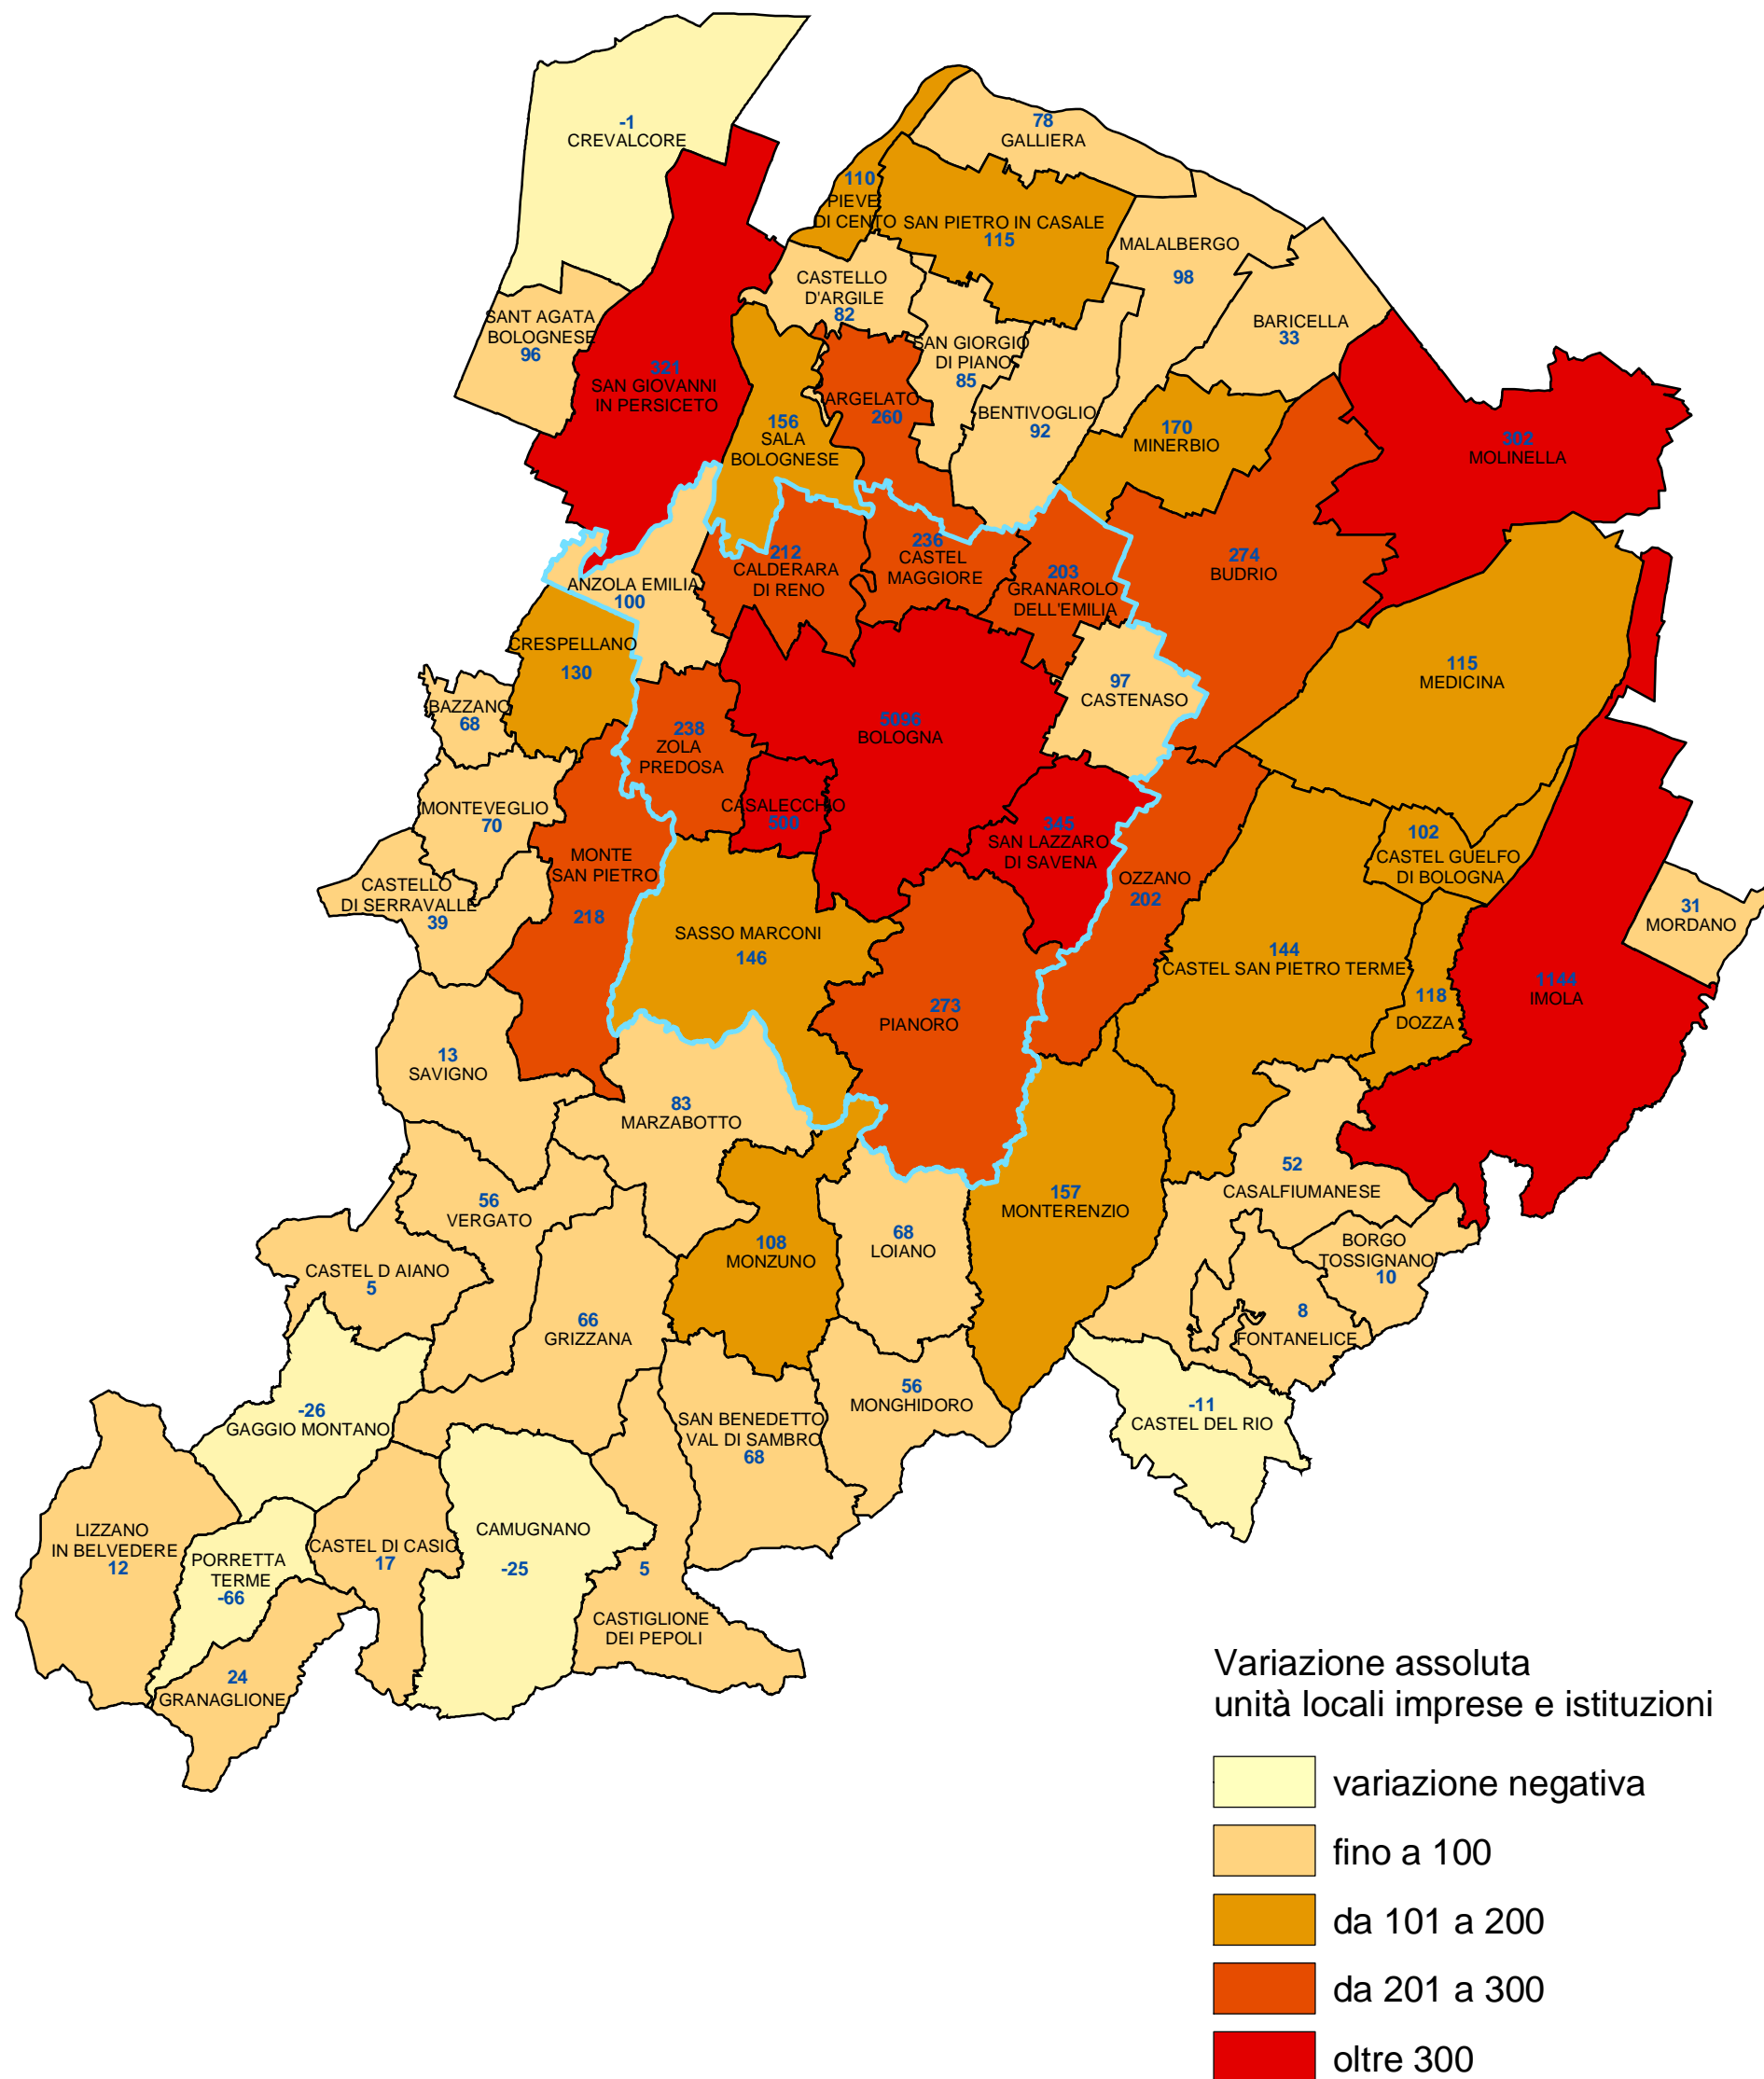 -1
CREVALCORE
78
GALLIERA
110
PIEVE
DI CENTO
SAN PIETRO IN CASALE
115
MALALBERGO
98
CASTELLO
D'ARGILE
82
SANT AGATA
BOLOGNESE
96
BARICELLA
33
SAN GIORGIO
DI PIANO
85
321
SAN GIOVANNI
IN PERSICETO
ARGELATO
260
BENTIVOGLIO
92
156
SALA
BOLOGNESE
170
MINERBIO
302
MOLINELLA
212
CALDERARA
DI RENO
236
CASTEL
MAGGIORE
203
GRANAROLO
DELL'EMILIA
274
BUDRIO
ANZOLA EMILIA
100
CRESPELLANO
130
115
MEDICINA
97
CASTENASO
BAZZANO
68
5096
BOLOGNA
238
ZOLA
PREDOSA
MONTEVEGLIO
70
CASALECCHIO
500
345
SAN LAZZARO
DI SAVENA
102
CASTEL GUELFO
DI BOLOGNA
MONTE
SAN PIETRO
218
CASTELLO
DI SERRAVALLE
39
OZZANO
202
31
MORDANO
SASSO MARCONI
146
144
CASTEL SAN PIETRO TERME
1144
IMOLA
118
DOZZA
273
PIANORO
13
SAVIGNO
83
MARZABOTTO
52
CASALFIUMANESE
56
VERGATO
157
MONTERENZIO
108
MONZUNO
68
LOIANO
BORGO
TOSSIGNANO
10
CASTEL D AIANO
5
66
GRIZZANA
8
FONTANELICE
56
MONGHIDORO
-26
GAGGIO MONTANO
-11
CASTEL DEL RIO
SAN BENEDETTO
VAL DI SAMBRO
68
LIZZANO
IN BELVEDERE
12
CASTEL DI CASIO
17
CAMUGNANO
-25
PORRETTA
TERME
-66
5
CASTIGLIONE
DEI PEPOLI
24
GRANAGLIONE
Variazione assoluta
unità locali imprese e istituzioni
variazione negativa
fino a 100
da 101 a 200
da 201 a 300
oltre 300